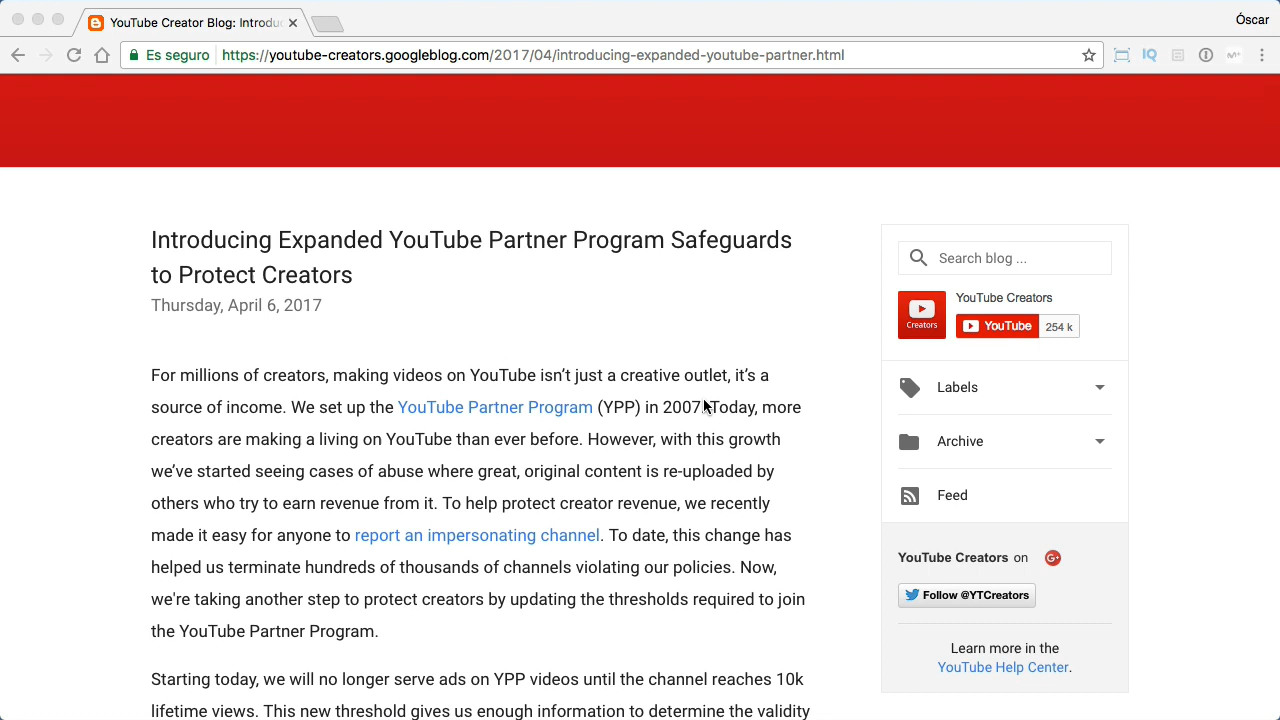 YouTube Creator Blog: Introdu
Óscar
Es seguro
https://youtube-creators.googleblog.com/2017/04/introducing-expanded-youtube-partner.html
IQ
Introducing Expanded YouTube Partner Program Safeguards
to Protect Creators
Thursday, April 6, 2017
For millions of creators, making videos on YouTube isn’t just a creative outlet, it’s a
source of income. We set up the YouTube Partner Program (YPP) in 2007. Today, more
creators are making a living on YouTube than ever before. However, with this growth
we’ve started seeing cases of abuse where great, original content is re-uploaded by
others who try to earn revenue from it. To help protect creator revenue, we recently
made it easy for anyone to report an impersonating channel. To date, this change has
helped us terminate hundreds of thousands of channels violating our policies. Now,
we're taking another step to protect creators by updating the thresholds required to join
the YouTube Partner Program.
Starting today, we will no longer serve ads on YPP videos until the channel reaches 10k
lifetime views. This new threshold gives us enough information to determine the validity
Search blog ...
Creators
YouTube Creators
YouTube 254 k
Labels
Archive
Feed
YouTube Creators on G+
Follow @YTCreators
Learn more in the
YouTube Help Center.